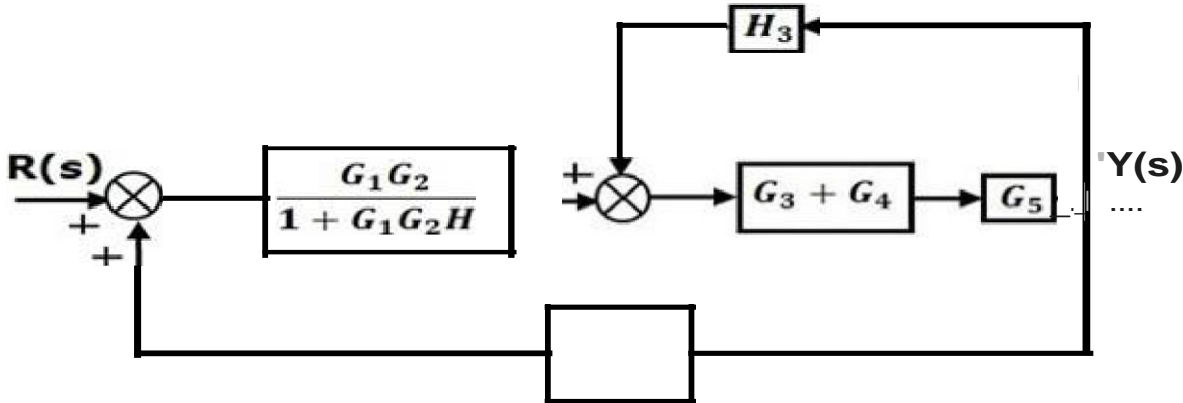 H₃
R(s)
+
+
G₁G₂
1 + G₁G₂H
+
G₃ + G₄
G₅
'Y(s)
....